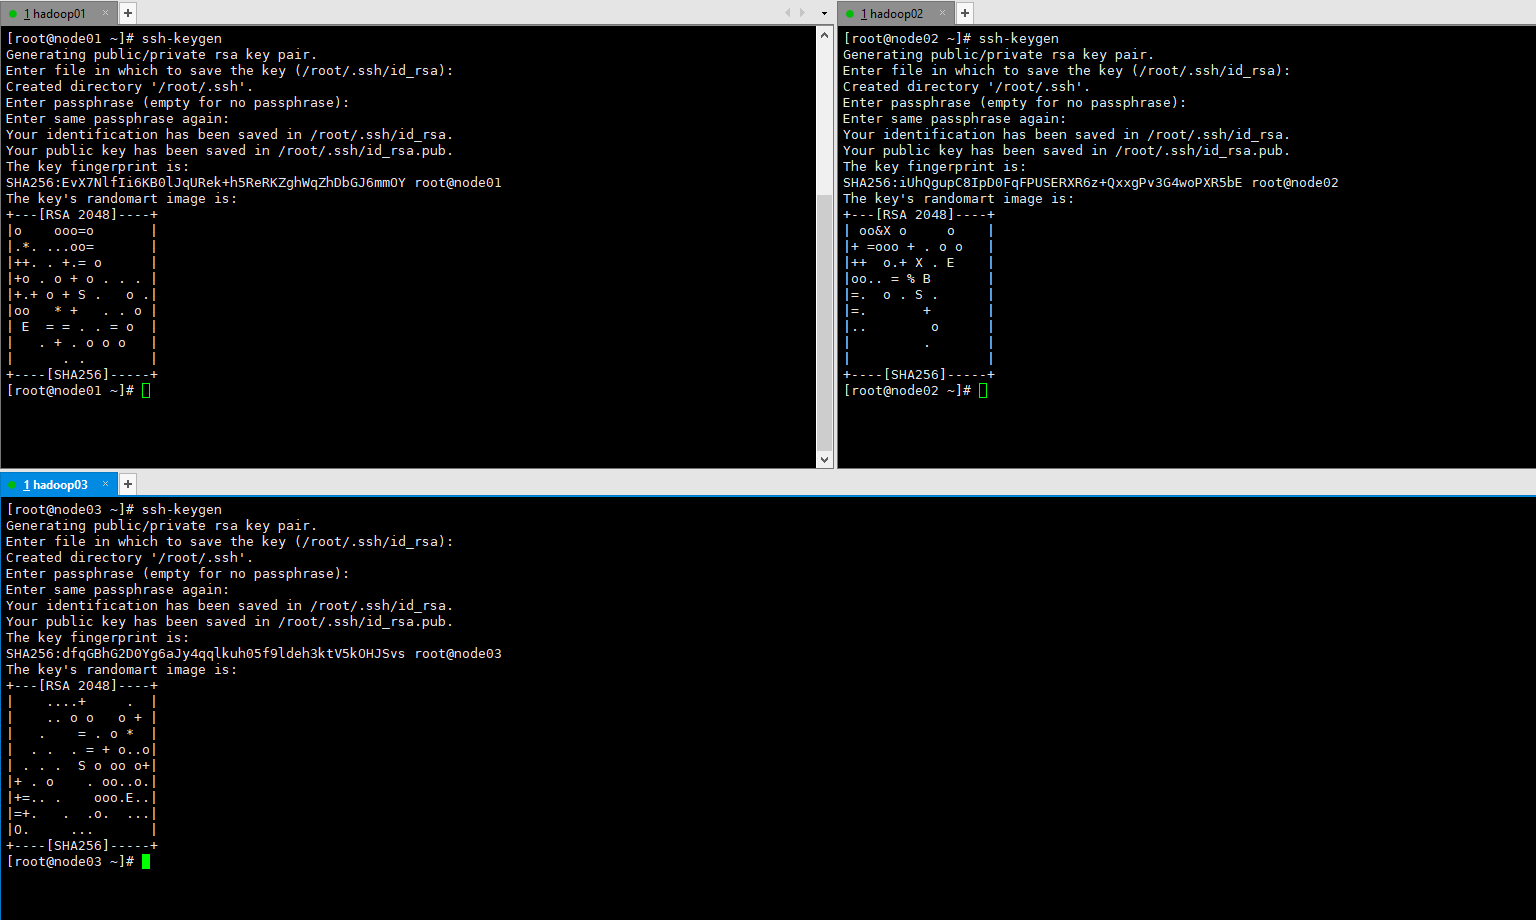 1 hadoop01 × +
[root@node01 ~]# ssh-keygen
Generating public/private rsa key pair.
Enter file in which to save the key (/root/.ssh/id_rsa):
Created directory '/root/.ssh'.
Enter passphrase (empty for no passphrase):
Enter same passphrase again:
Your identification has been saved in /root/.ssh/id_rsa.
Your public key has been saved in /root/.ssh/id_rsa.pub.
The key fingerprint is:
SHA256:EvX7NlfIi6KB0lJqURek+h5ReRKZghWqZhDbGJ6mmOY root@node01
The key's randomart image is:
+---[RSA 2048]----+
|o    ooo=o       |
|.*. ...oo=       |
|++. . +.= o      |
|+o . o + o . . . |
|+.+ o + S .   o .|
|oo   * +   . . o |
| E  = = . . = o  |
|   . + . o o o   |
|      . .        |
+----[SHA256]-----+
[root@node01 ~]#
1 hadoop02 × +
[root@node02 ~]# ssh-keygen
Generating public/private rsa key pair.
Enter file in which to save the key (/root/.ssh/id_rsa):
Created directory '/root/.ssh'.
Enter passphrase (empty for no passphrase):
Enter same passphrase again:
Your identification has been saved in /root/.ssh/id_rsa.
Your public key has been saved in /root/.ssh/id_rsa.pub.
The key fingerprint is:
SHA256:iUhQgupC8IpD0FqFPUSERXR6z+QxxgPv3G4woPXR5bE root@node02
The key's randomart image is:
+---[RSA 2048]----+
| oo&X o     o    |
|+ =ooo + . o o   |
|++  o.+ X . E    |
|oo.. = % B       |
|=.  o . S .      |
|=.       +       |
|..        o      |
|         .       |
|                 |
+----[SHA256]-----+
[root@node02 ~]#
1 hadoop03 × +
[root@node03 ~]# ssh-keygen
Generating public/private rsa key pair.
Enter file in which to save the key (/root/.ssh/id_rsa):
Created directory '/root/.ssh'.
Enter passphrase (empty for no passphrase):
Enter same passphrase again:
Your identification has been saved in /root/.ssh/id_rsa.
Your public key has been saved in /root/.ssh/id_rsa.pub.
The key fingerprint is:
SHA256:dfqGBhG2D0Yg6aJy4qqlkuh05f9ldeh3ktV5kOHJSvs root@node03
The key's randomart image is:
+---[RSA 2048]----+
|    ....+     .  |
|    .. o o   o + |
|   .    = . o *  |
|  . .  . = + o..o|
| . . .  S o oo o+|
|+ . o    . oo..o.|
|+=.. .    ooo.E..|
|=+.   .  .o.  ...|
|O.     ...       |
+----[SHA256]-----+
[root@node03 ~]#